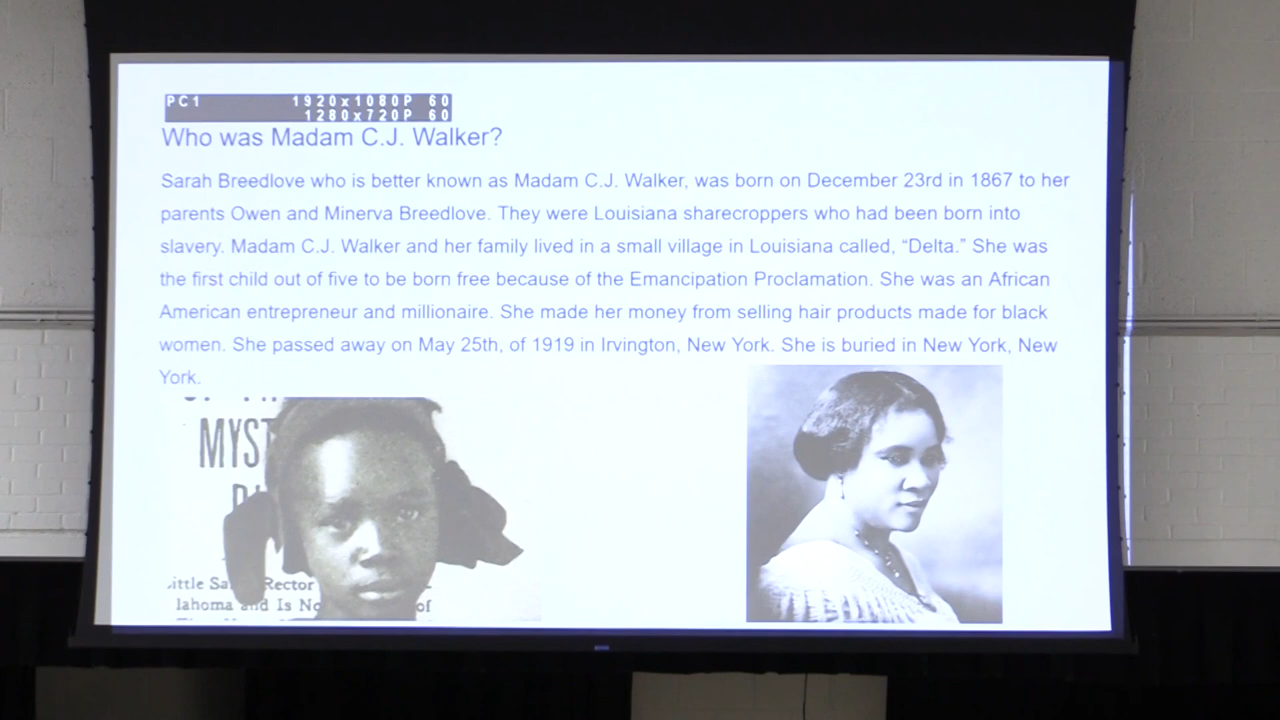 PC1 1920x1080P 60
1280x720P 60
Who was Madam C.J. Walker?
Sarah Breedlove who is better known as Madam C.J. Walker, was born on December 23rd in 1867 to her
parents Owen and Minerva Breedlove. They were Louisiana sharecroppers who had been born into
slavery. Madam C.J. Walker and her family lived in a small village in Louisiana called, “Delta.” She was
the first child out of five to be born free because of the Emancipation Proclamation. She was an African
American entrepreneur and millionaire. She made her money from selling hair products made for black
women. She passed away on May 25th, of 1919 in Irvington, New York. She is buried in New York, New
York.
MYST
Rector
lahoma and Is No of